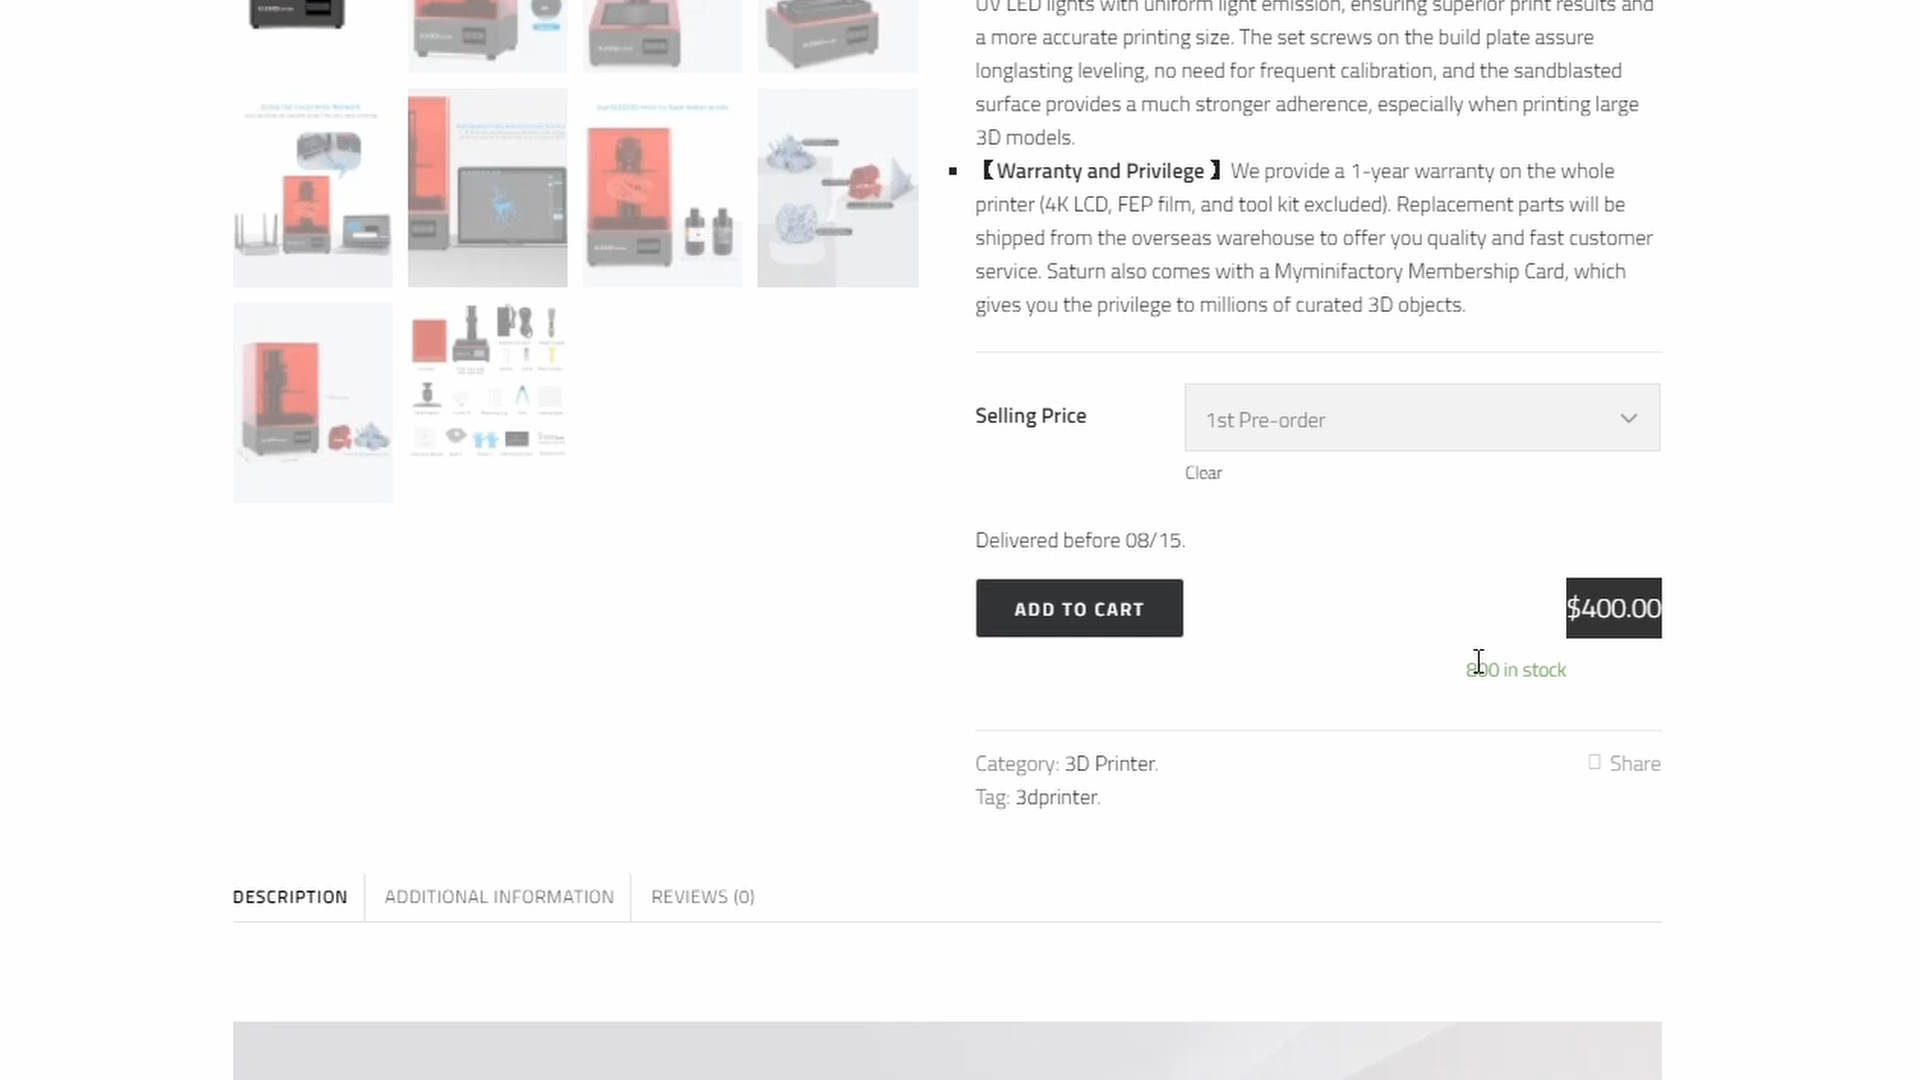 UV LED lights with uniform light emission, ensuring superior print results and
a more accurate printing size. The set screws on the build plate assure
longlasting leveling, no need for frequent calibration, and the sandblasted
surface provides a much stronger adherence, especially when printing large
3D models.
【Warranty and Privilege】 We provide a 1-year warranty on the whole
printer (4K LCD, FEP film, and tool kit excluded). Replacement parts will be
shipped from the overseas warehouse to offer you quality and fast customer
service. Saturn also comes with a Myminifactory Membership Card, which
gives you the privilege to millions of curated 3D objects.
Selling Price
1st Pre-order
Clear
Delivered before 08/15.
ADD TO CART
$400.00
800 in stock
Category: 3D Printer.
Share
Tag: 3dprinter.
DESCRIPTION
ADDITIONAL INFORMATION
REVIEWS (0)